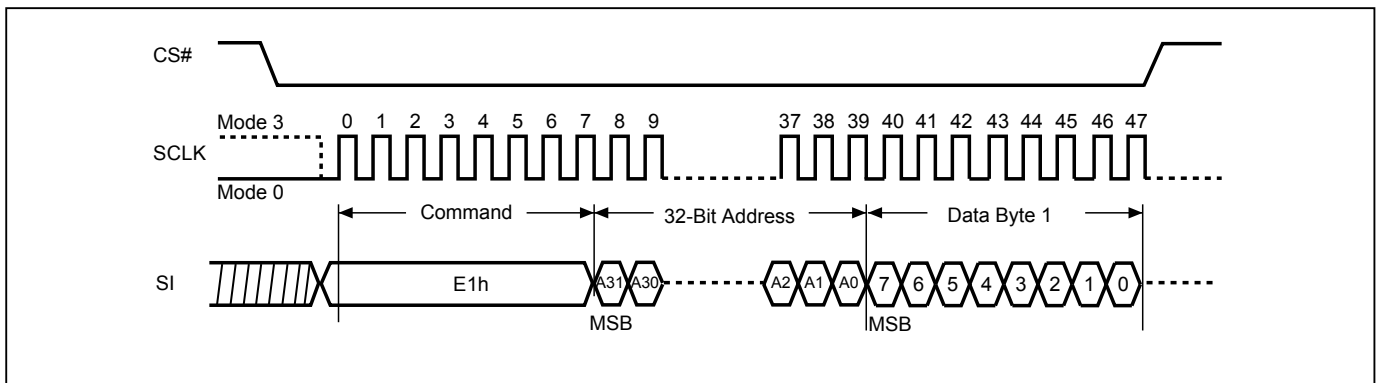 CS#
Mode 3 0 1 2 3 4 5 6 7 8 9 37 38 39 40 41 42 43 44 45 46 47
SCLK
Mode 0
Command 32-Bit Address Data Byte 1
SI E1h A31 A30 A2 A1 A0 7 6 5 4 3 2 1 0
MSB MSB